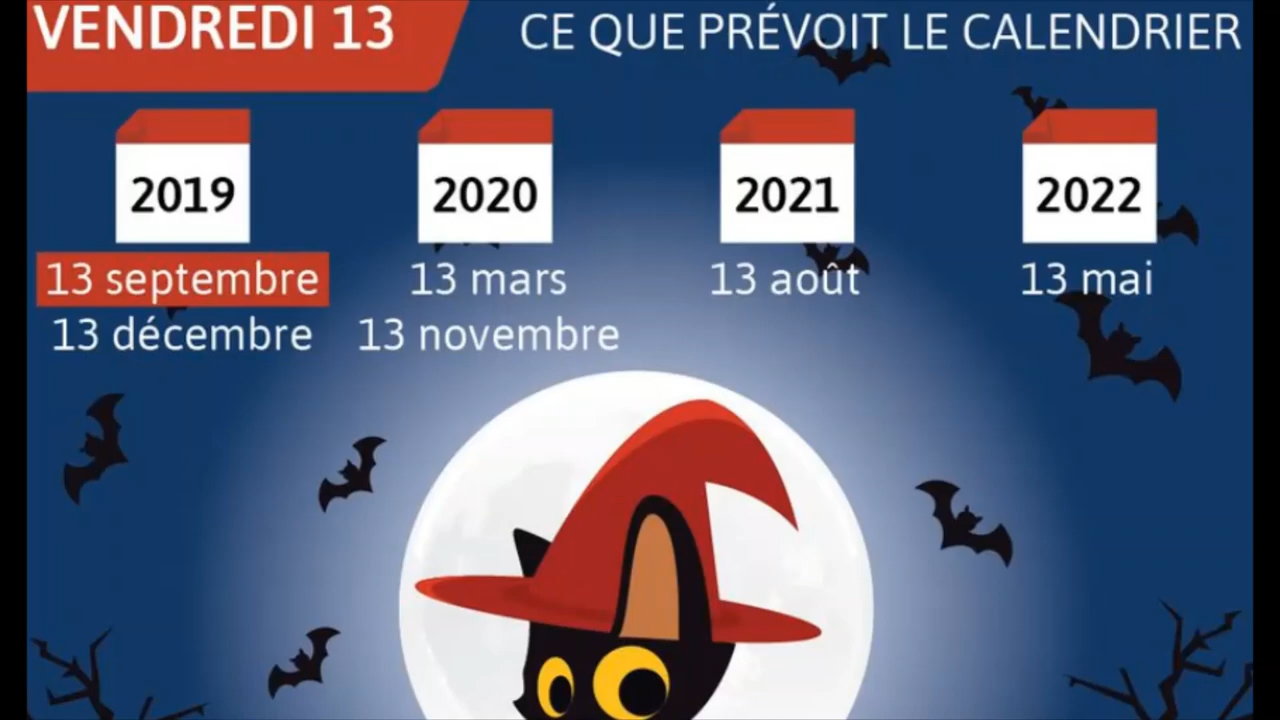 VENDREDI 13
CE QUE PRÉVOIT LE CALENDRIER
2019
2020
2021
2022
13 septembre
13 mars
13 août
13 mai
13 décembre
13 novembre